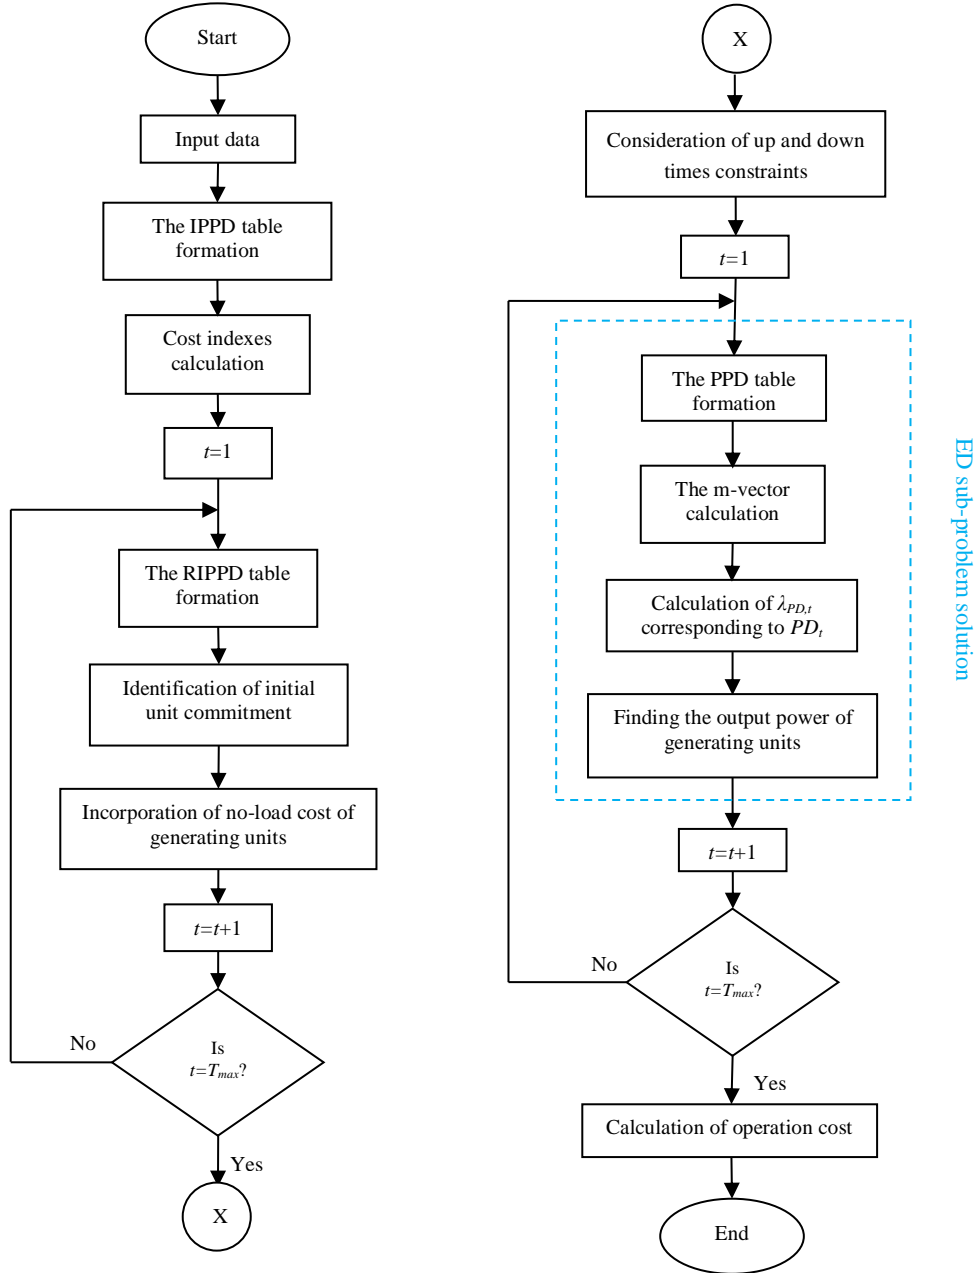 Start
Input data
The IPPD table
formation
Cost indexes
calculation
t=1
The RIPPD table
formation
Identification of initial
unit commitment
Incorporation of no-load cost of
generating units
t=t+1
Is
t=Tmax?
No
Yes
X
X
Consideration of up and down
times constraints
t=1
The PPD table
formation
The m-vector
calculation
Calculation of λPD,t
corresponding to PDt
Finding the output power of
generating units
ED sub-problem solution
t=t+1
Is
t=Tmax?
No
Yes
Calculation of operation cost
End